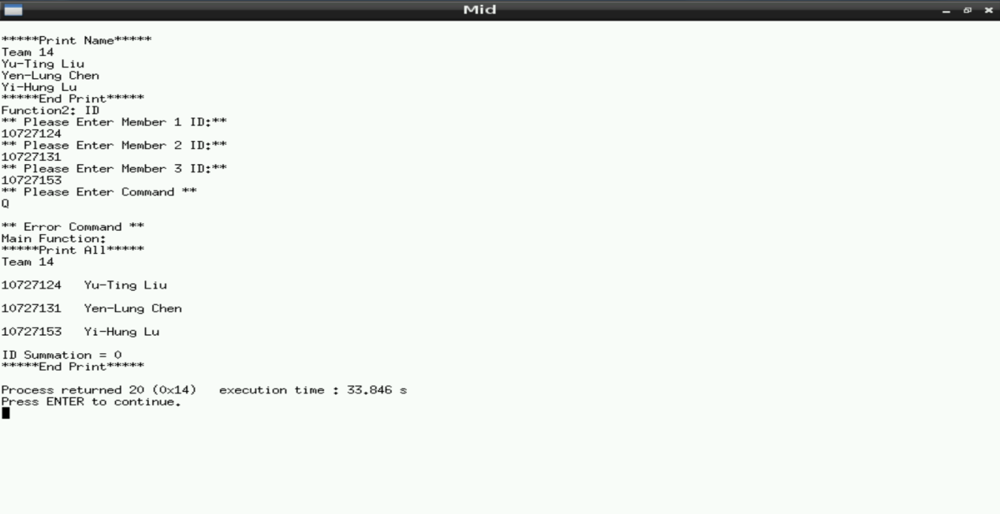 Mid
*****Print Name*****
Team 14
Yu-Ting Liu
Yen-Lung Chen
Yi-Hung Lu
*****End Print*****
Function2: ID
** Please Enter Member 1 ID:**
10727124
** Please Enter Member 2 ID:**
10727131
** Please Enter Member 3 ID:**
10727153
** Please Enter Command **
Q
** Error Command **
Main Function:
*****Print All*****
Team 14
10727124   Yu-Ting Liu
10727131   Yen-Lung Chen
10727153   Yi-Hung Lu
ID Summation = 0
*****End Print*****
Process returned 20 (0x14)   execution time : 33.846 s
Press ENTER to continue.